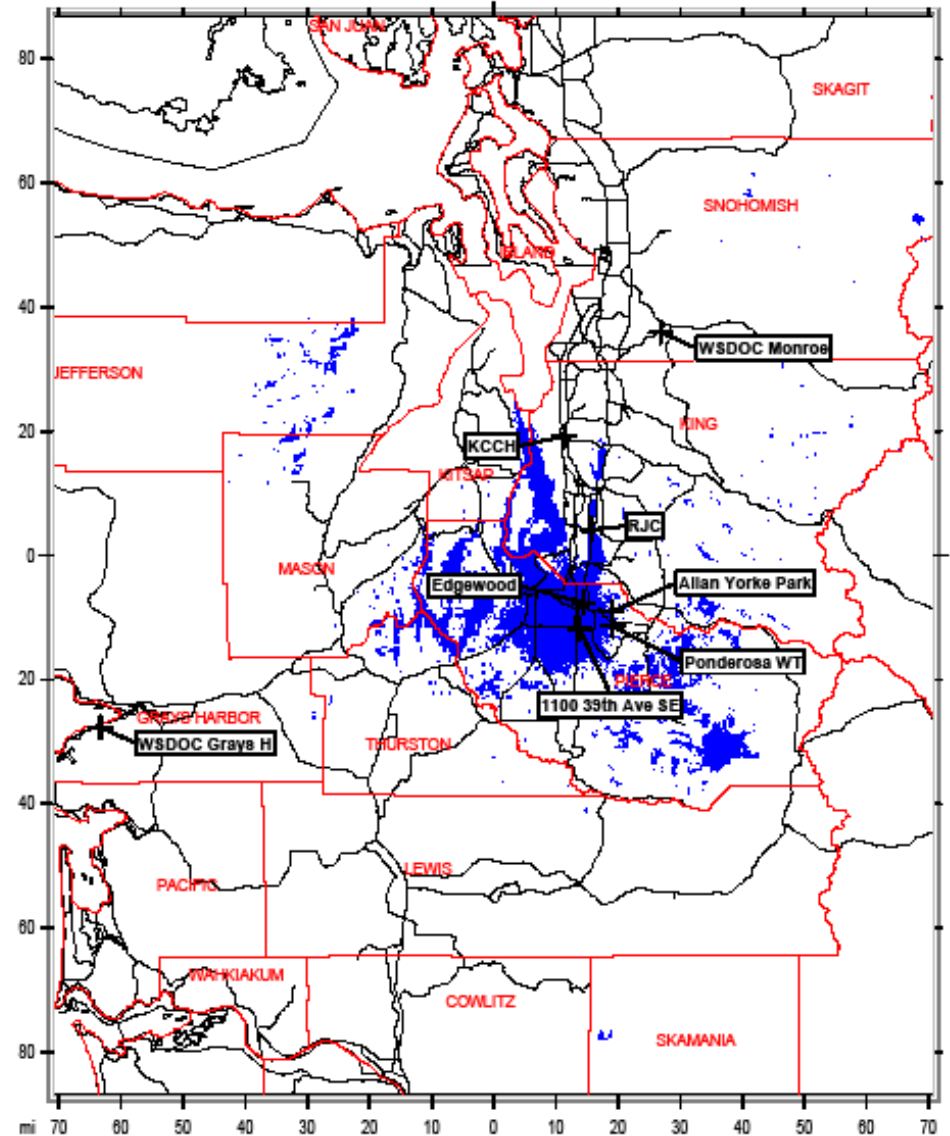 SAN JUAN
80
SKAGIT
60
SNOHOMISH
ISLAND
40
WSDOC Monroe
JEFFERSON
KING
20
KCCH
KITSAP
RJC
0
MASON
Edgewood
Allan Yorke Park
Ponderosa WT
20
PIERCE
1100 39th Ave SE
GRAYS HARBOR
WSDOC Grays H
THURSTON
40
LEWIS
PACIFIC
60
WAHKIAKUM
COWLITZ
SKAMANIA
80
mi 70 60 50 40 30 20 10 0 10 20 30 40 50 60 70